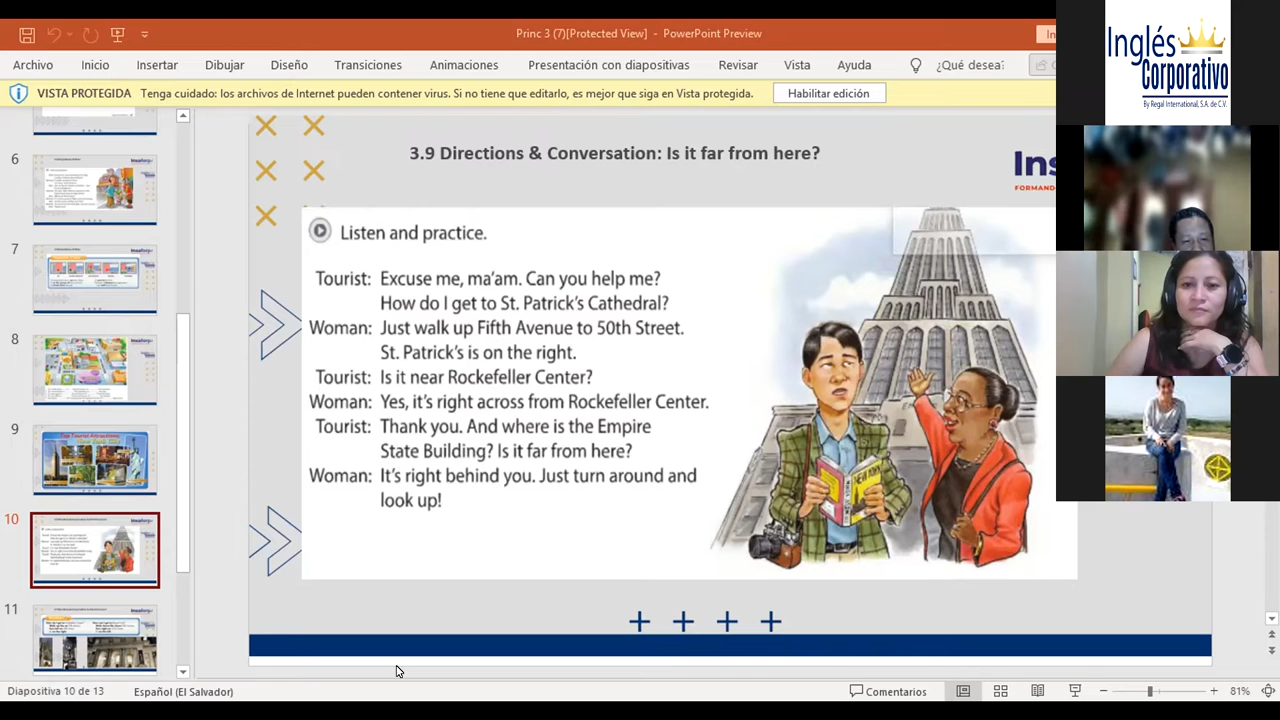 Princ 3 (7)[Protected View] - PowerPoint Preview
In
Archivo Inicio Insertar Dibujar Diseño Transiciones Animaciones Presentación con diapositivas Revisar Vista Ayuda ¿Qué desea?
VISTA PROTEGIDA Tenga cuidado: los archivos de Internet pueden contener virus. Si no tiene que editarlo, es mejor que siga en Vista protegida. Habilitar edición
Inglés
Corporativo
By Regal International, S.A. de C.V.
6
7
8
9
10
11
3.9 Directions & Conversation: Is it far from here?
Ins
FORMANDO
Listen and practice.
Tourist: Excuse me, ma'am. Can you help me?
How do I get to St. Patrick's Cathedral?
Woman: Just walk up Fifth Avenue to 50th Street.
St. Patrick's is on the right.
Tourist: Is it near Rockefeller Center?
Woman: Yes, it's right across from Rockefeller Center.
Tourist: Thank you. And where is the Empire
State Building? Is it far from here?
Woman: It's right behind you. Just turn around and
look up!
NEW YORK
Diapositiva 10 de 13 Español (El Salvador) Comentarios 81%